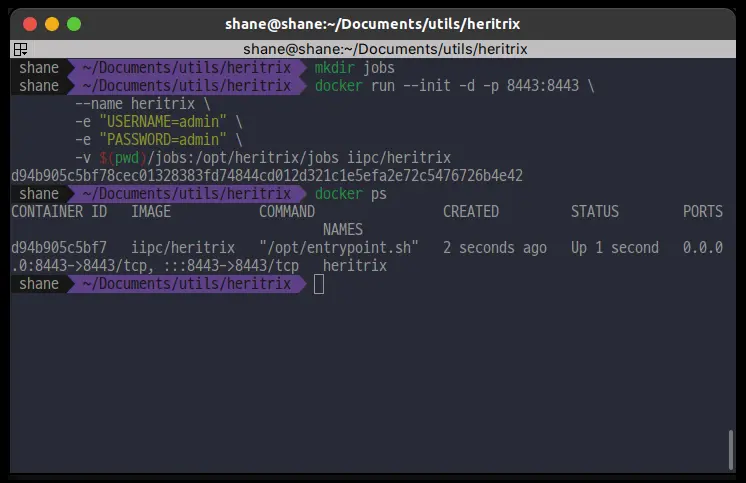 shane@shane:~/Documents/utils/heritrix
shane@shane:~/Documents/utils/heritrix
shane ~/Documents/utils/heritrix mkdir jobs
shane ~/Documents/utils/heritrix docker run --init -d -p 8443:8443 \
--name heritrix \
-e "USERNAME=admin" \
-e "PASSWORD=admin" \
-v $(pwd)/jobs:/opt/heritrix/jobs iipc/heritrix
d94b905c5bf78cec01328383fd74844cd012d321c1e5efa2e72c5476726b4e42
shane ~/Documents/utils/heritrix docker ps
CONTAINER ID IMAGE COMMAND CREATED STATUS PORTS
NAMES
d94b905c5bf7 iipc/heritrix "/opt/entrypoint.sh" 2 seconds ago Up 1 second 0.0.0
.0:8443->8443/tcp, :::8443->8443/tcp heritrix
shane ~/Documents/utils/heritrix